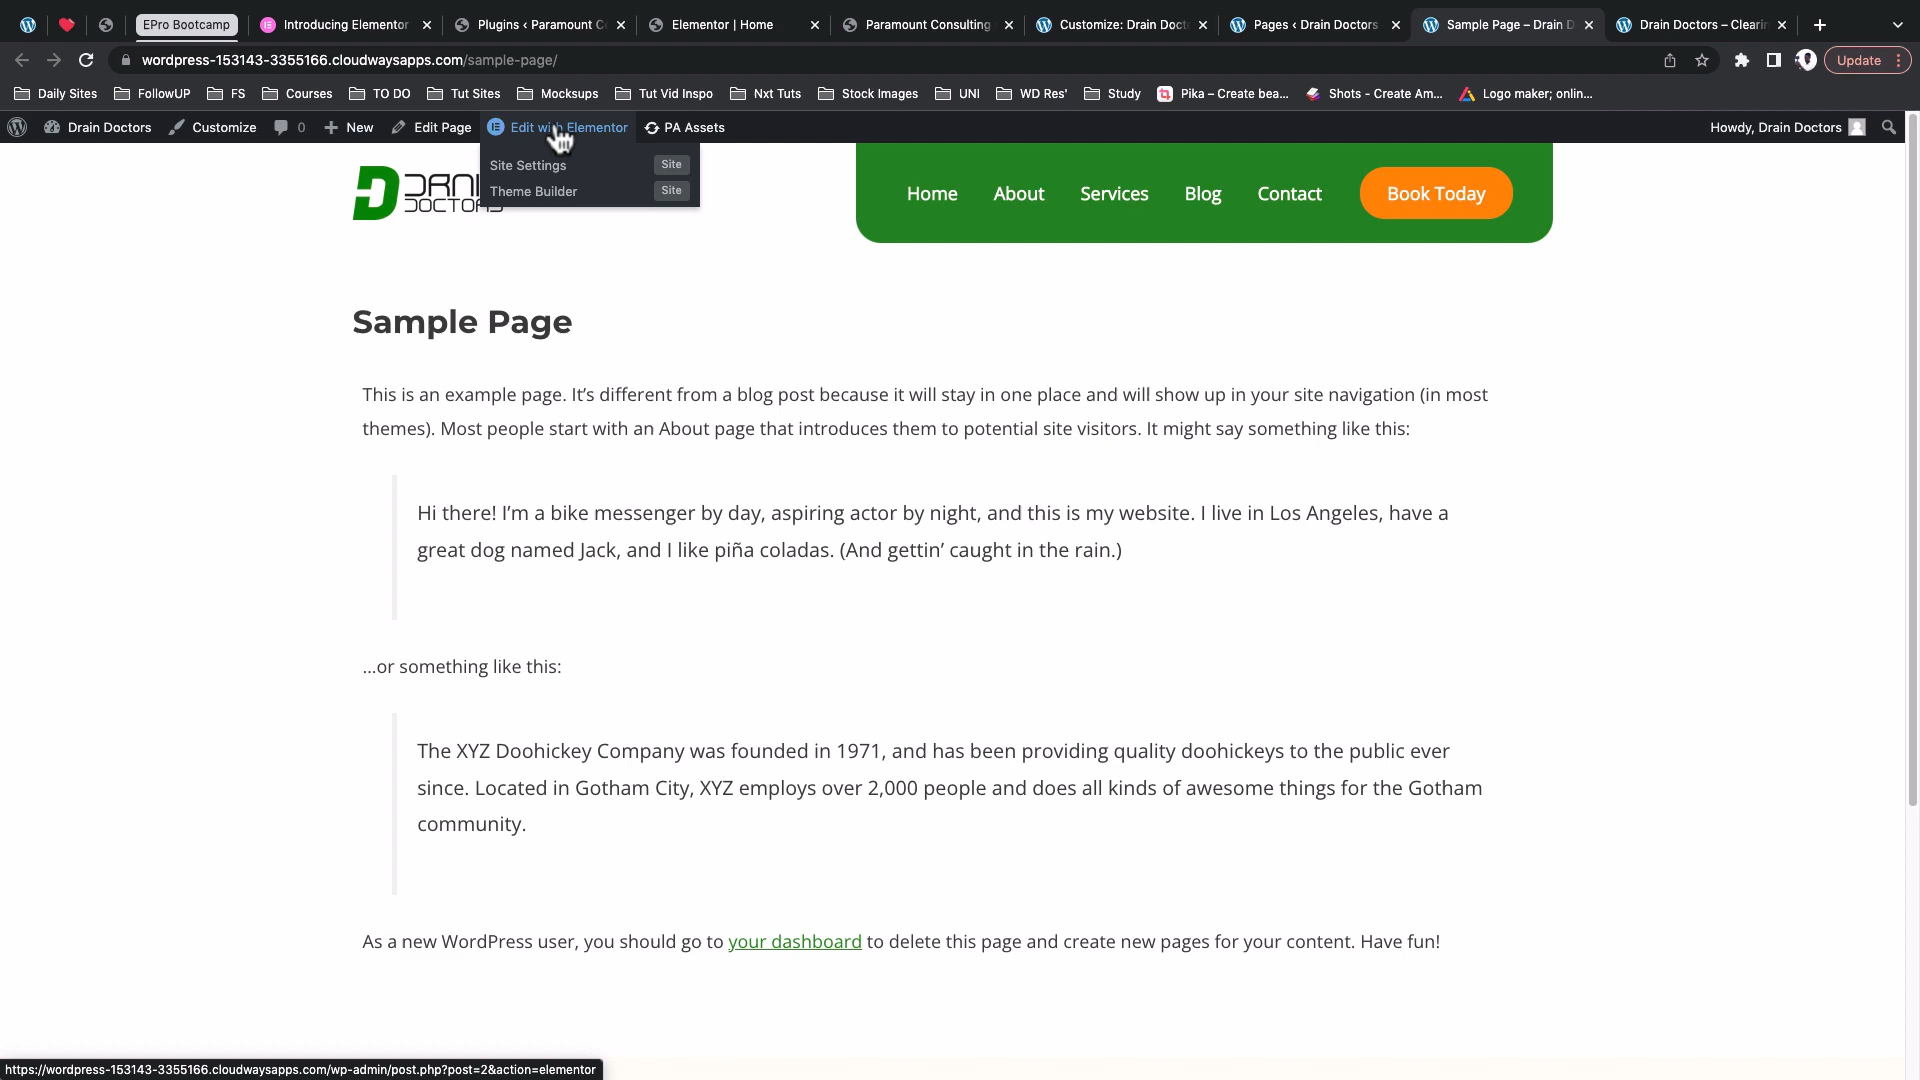 EPro Bootcamp
Introducing Elementor
Plugins ‹ Paramount C
Elementor | Home
Paramount Consulting
Customize: Drain Doct
Pages ‹ Drain Doctors
Sample Page – Drain D
Drain Doctors – Cleari
wordpress-153143-3355166.cloudwaysapps.com/sample-page/
Update
Daily Sites
FollowUP
FS
Courses
TO DO
Tut Sites
Mocksups
Tut Vid Inspo
Nxt Tuts
Stock Images
UNI
WD Res'
Study
Pika – Create bea...
Shots - Create Am...
Logo maker; onlin...
Drain Doctors
Customize
0
New
Edit Page
Edit with Elementor
PA Assets
Howdy, Drain Doctors
Site Settings Site
Theme Builder Site
DOCTORS
Home
About
Services
Blog
Contact
Book Today
Sample Page
This is an example page. It’s different from a blog post because it will stay in one place and will show up in your site navigation (in most
themes). Most people start with an About page that introduces them to potential site visitors. It might say something like this:
Hi there! I’m a bike messenger by day, aspiring actor by night, and this is my website. I live in Los Angeles, have a
great dog named Jack, and I like piña coladas. (And gettin’ caught in the rain.)
…or something like this:
The XYZ Doohickey Company was founded in 1971, and has been providing quality doohickeys to the public ever
since. Located in Gotham City, XYZ employs over 2,000 people and does all kinds of awesome things for the Gotham
community.
As a new WordPress user, you should go to your dashboard to delete this page and create new pages for your content. Have fun!
https://wordpress-153143-3355166.cloudwaysapps.com/wp-admin/post.php?post=2&action=elementor